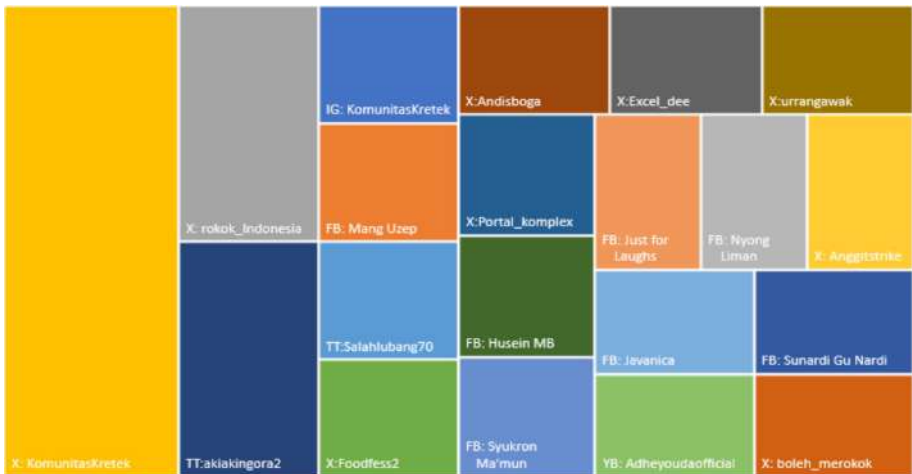 X: KomunitasKretek
X: rokok_Indonesia
TT:akiakingora2
IG: KomunitasKretek
FB: Mang Uzep
TT:Salahlubang70
X:Foodfess2
X:Andisboga
X:Excel_dee
X:urrangawak
X:Portal_komplex
FB: Just for
Laughs
FB: Nyong
Liman
X: Anggitstrike
FB: Husein MB
FB: Javanica
FB: Sunardi Gu Nardi
FB: Syukron
Ma'mun
YB: Adheyoudaofficial
X: boleh_merokok